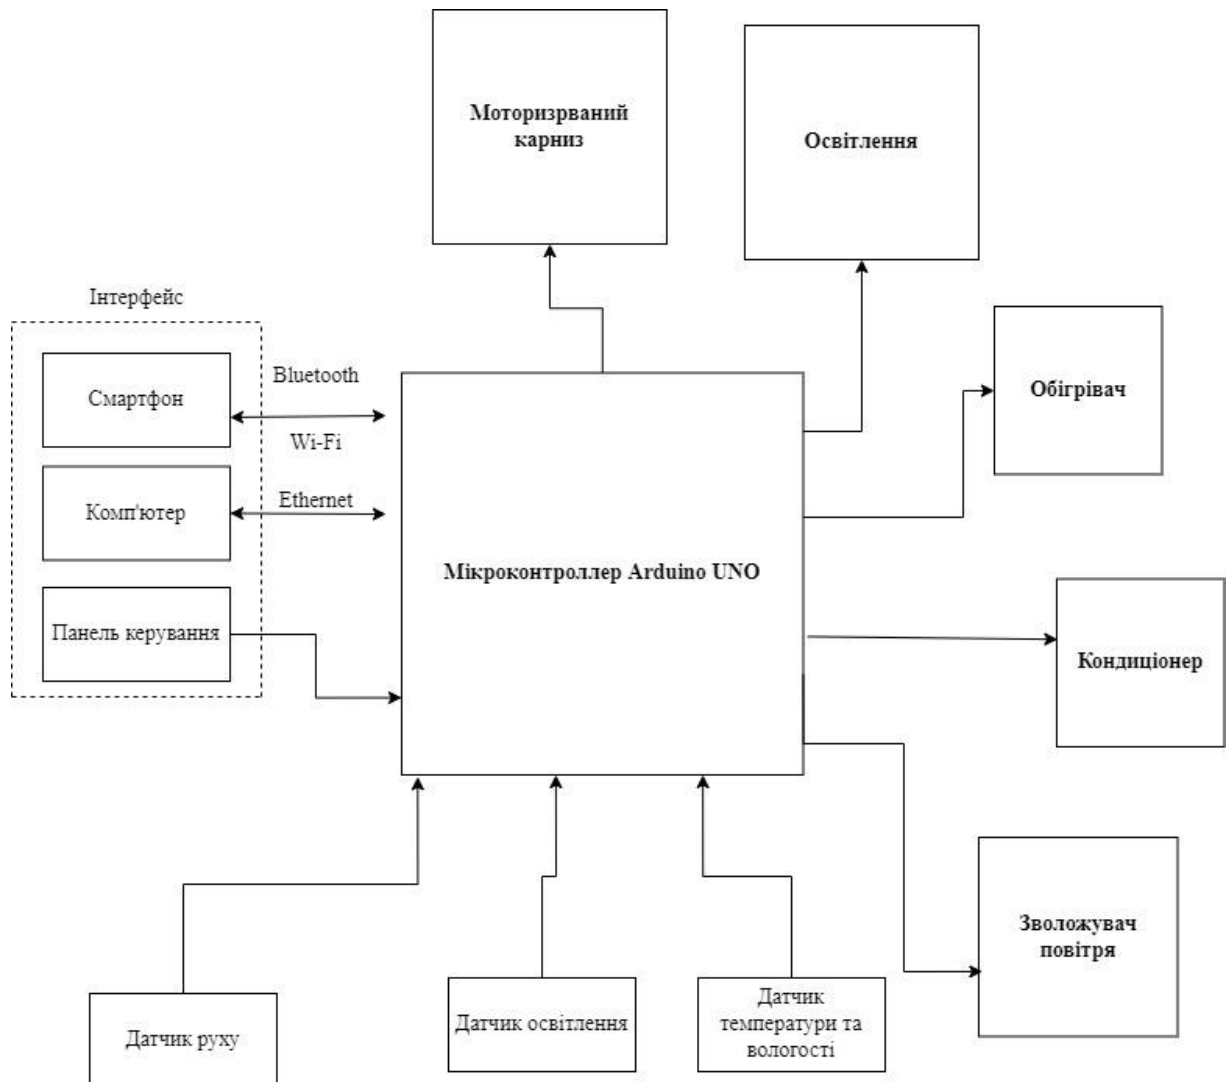 Моторизрваний
карниз
Освітлення
Інтерфейс
Смартфон
Bluetooth
Wi-Fi
Обігрівач
Комп'ютер
Ethernet
Мікроконтроллер Arduino UNO
Панель керування
Кондиціонер
Зволожувач
повітря
Датчик руху
Датчик освітлення
Датчик
температури та
вологості